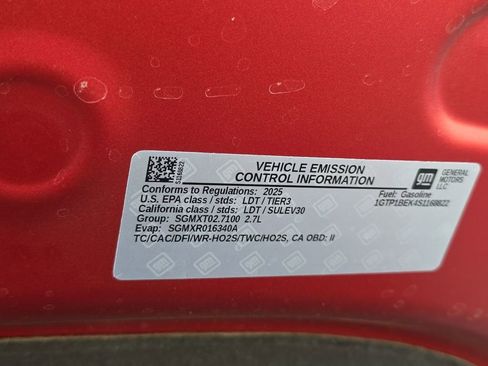 VEHICLE EMISSION
CONTROL INFORMATION
S1168822
gm
GENERAL
MOTORS
LLC
Conforms to Regulations: 2025
Fuel: Gasoline
U.S. EPA class / stds: LDT / TIER3
1GTP1BEK4S1168822
California class / stds: LDT / SULEV30
Group: SGMXT02.7100 2.7L
Evap: SGMXR016340A
TC/CAC/DFI/WR-HO2S/TWC/HO2S, CA OBD: II